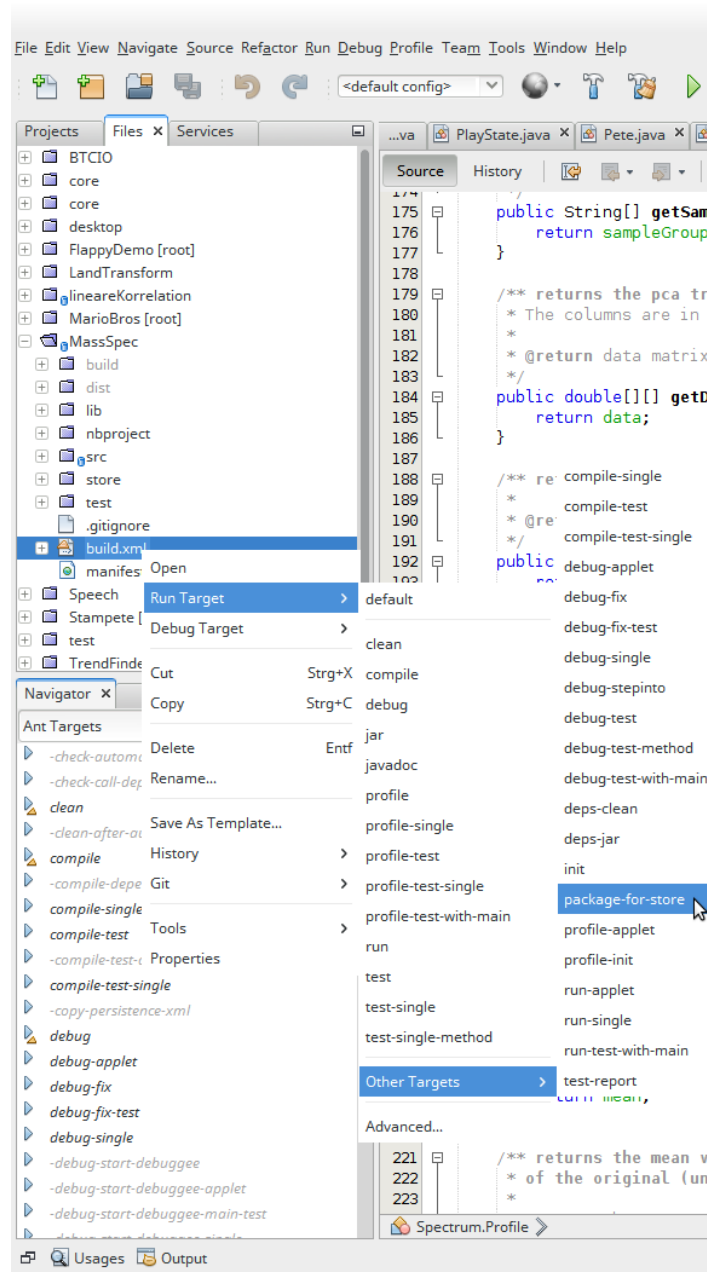 File Edit View Navigate Source Refactor Run Debug Profile Team Tools Window Help
<default config>
Projects Files × Services
BTCIO
core
core
desktop
FlappyDemo [root]
LandTransform
lineareKorrelation
MarioBros [root]
MassSpec
build
dist
lib
nbproject
src
store
test
.gitignore
build.xml
manifes
Speech
Stampete [
test
TrendFinde
Navigator ×
Ant Targets
-check-automa
-check-call-dep
clean
-clean-after-au
compile
-compile-depe
compile-single
compile-test
-compile-test-d
compile-test-single
-copy-persistence-xml
debug
debug-applet
debug-fix
debug-fix-test
debug-single
-debug-start-debuggee
-debug-start-debuggee-applet
-debug-start-debuggee-main-test
Open
Run Target
Debug Target
Cut Strg+X
Copy Strg+C
Delete Entf
Rename...
Save As Template...
History
Git
Tools
Properties
default
clean
compile
debug
jar
javadoc
profile
profile-single
profile-test
profile-test-single
profile-test-with-main
run
test
test-single
test-single-method
Other Targets
Advanced...
compile-single
compile-test
compile-test-single
debug-applet
debug-fix
debug-fix-test
debug-single
debug-stepinto
debug-test
debug-test-method
debug-test-with-main
deps-clean
deps-jar
init
package-for-store
profile-applet
profile-init
run-applet
run-single
run-test-with-main
test-report
...va PlayState.java × Pete.java ×
Source History
174 */
175 public String[] getSam
176 return sampleGroup
177 }
178
179 /** returns the pca tr
180 * The columns are in
181 *
182 * @return data matrix
183 */
184 public double[][] getD
185 return data;
186 }
187
188 /** re
189 *
190 * @re
191 */
192 public
193
221 /** returns the mean v
222 * of the original (un
223 *
Spectrum.Profile
Usages Output